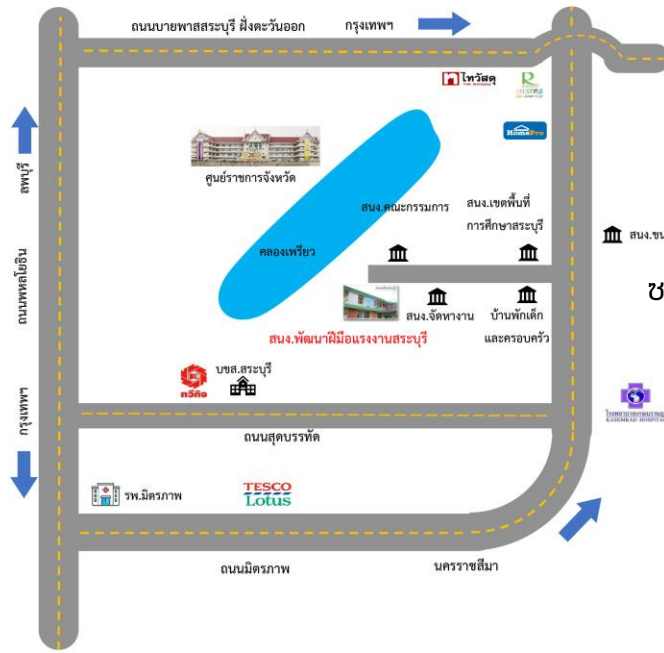 ถนนบายพาสสระบุรี ฝั่งตะวันออก
กรุงเทพฯ
ไทวัสดุ
HomePro
ลพบุรี
ศูนย์ราชการจังหวัด
สนง.คณะกรรมการ
สนง.เขตพื้นที่
การศึกษาสระบุรี
สนง.ขน
คลองเพรียว
ถนนพหลโยธิน
ซ
สนง.จัดหางาน
บ้านพักเด็ก
และครอบครัว
สนง.พัฒนาฝีมือแรงงานสระบุรี
ทวีกิจ
บขส.สระบุรี
กรุงเทพฯ
KASEMRAD HOSPITAL
ถนนสุดบรรทัด
รพ.มิตรภาพ
TESCO
Lotus
ถนนมิตรภาพ
นครราชสีมา